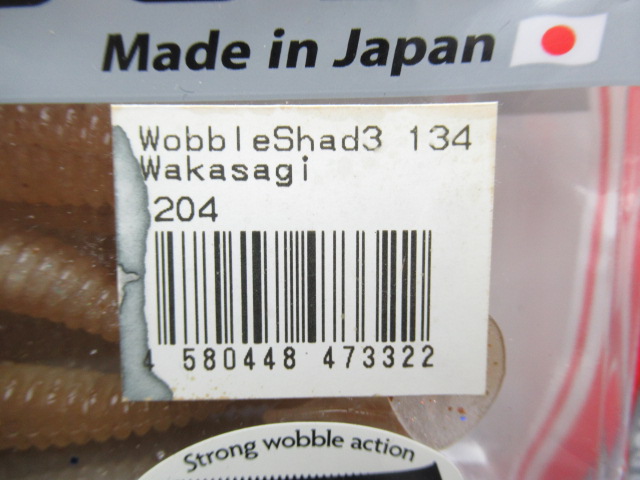 Made in Japan
WobbleShad3 134
Wakasagi
204
4 580448 473322
Strong wobble action